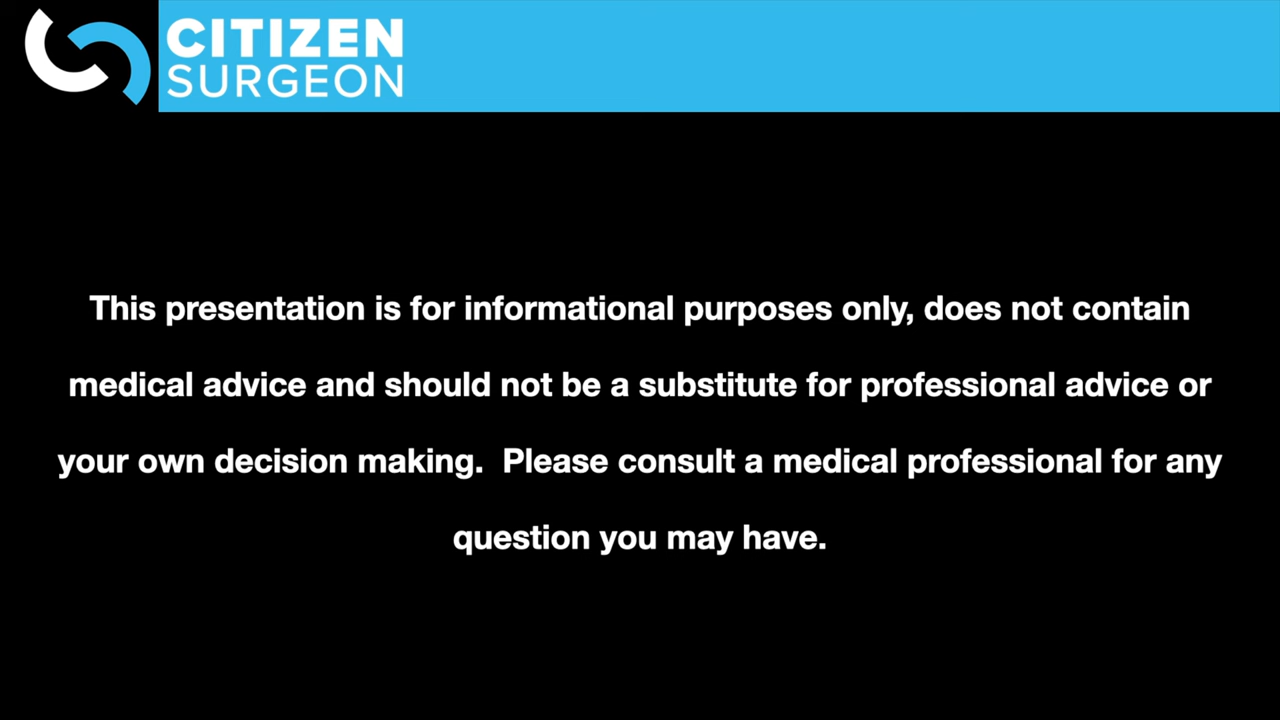 CITIZEN
SURGEON
This presentation is for informational purposes only, does not contain
medical advice and should not be a substitute for professional advice or
your own decision making.  Please consult a medical professional for any
question you may have.